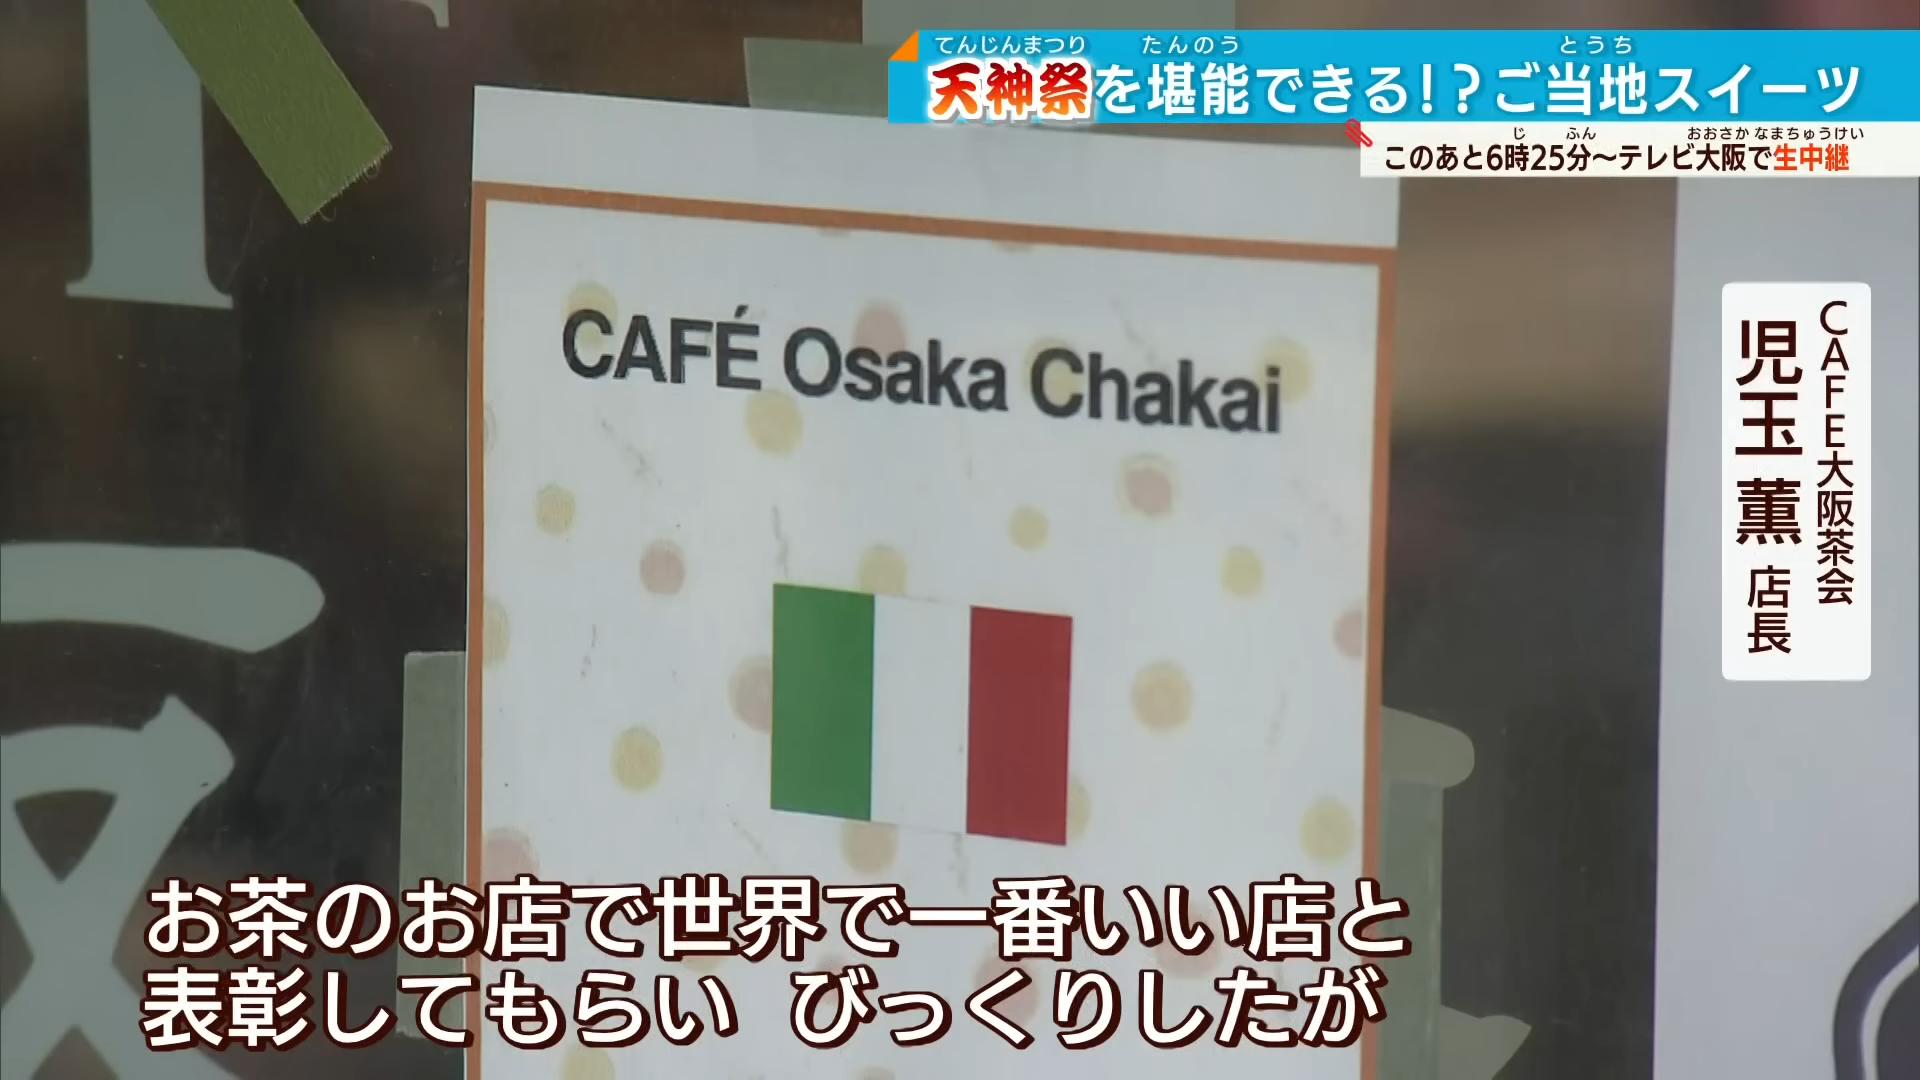 てんじんまつり たんのう とうち
天神祭を堪能できる!?ご当地スイーツ
じ ふん おおさか なまちゅうけい
このあと6時25分～テレビ大阪で生中継
CAFÉ Osaka Chakai
CAFE大阪茶会
児玉 薫 店長
お茶のお店で世界で一番いい店と
表彰してもらい びっくりしたが